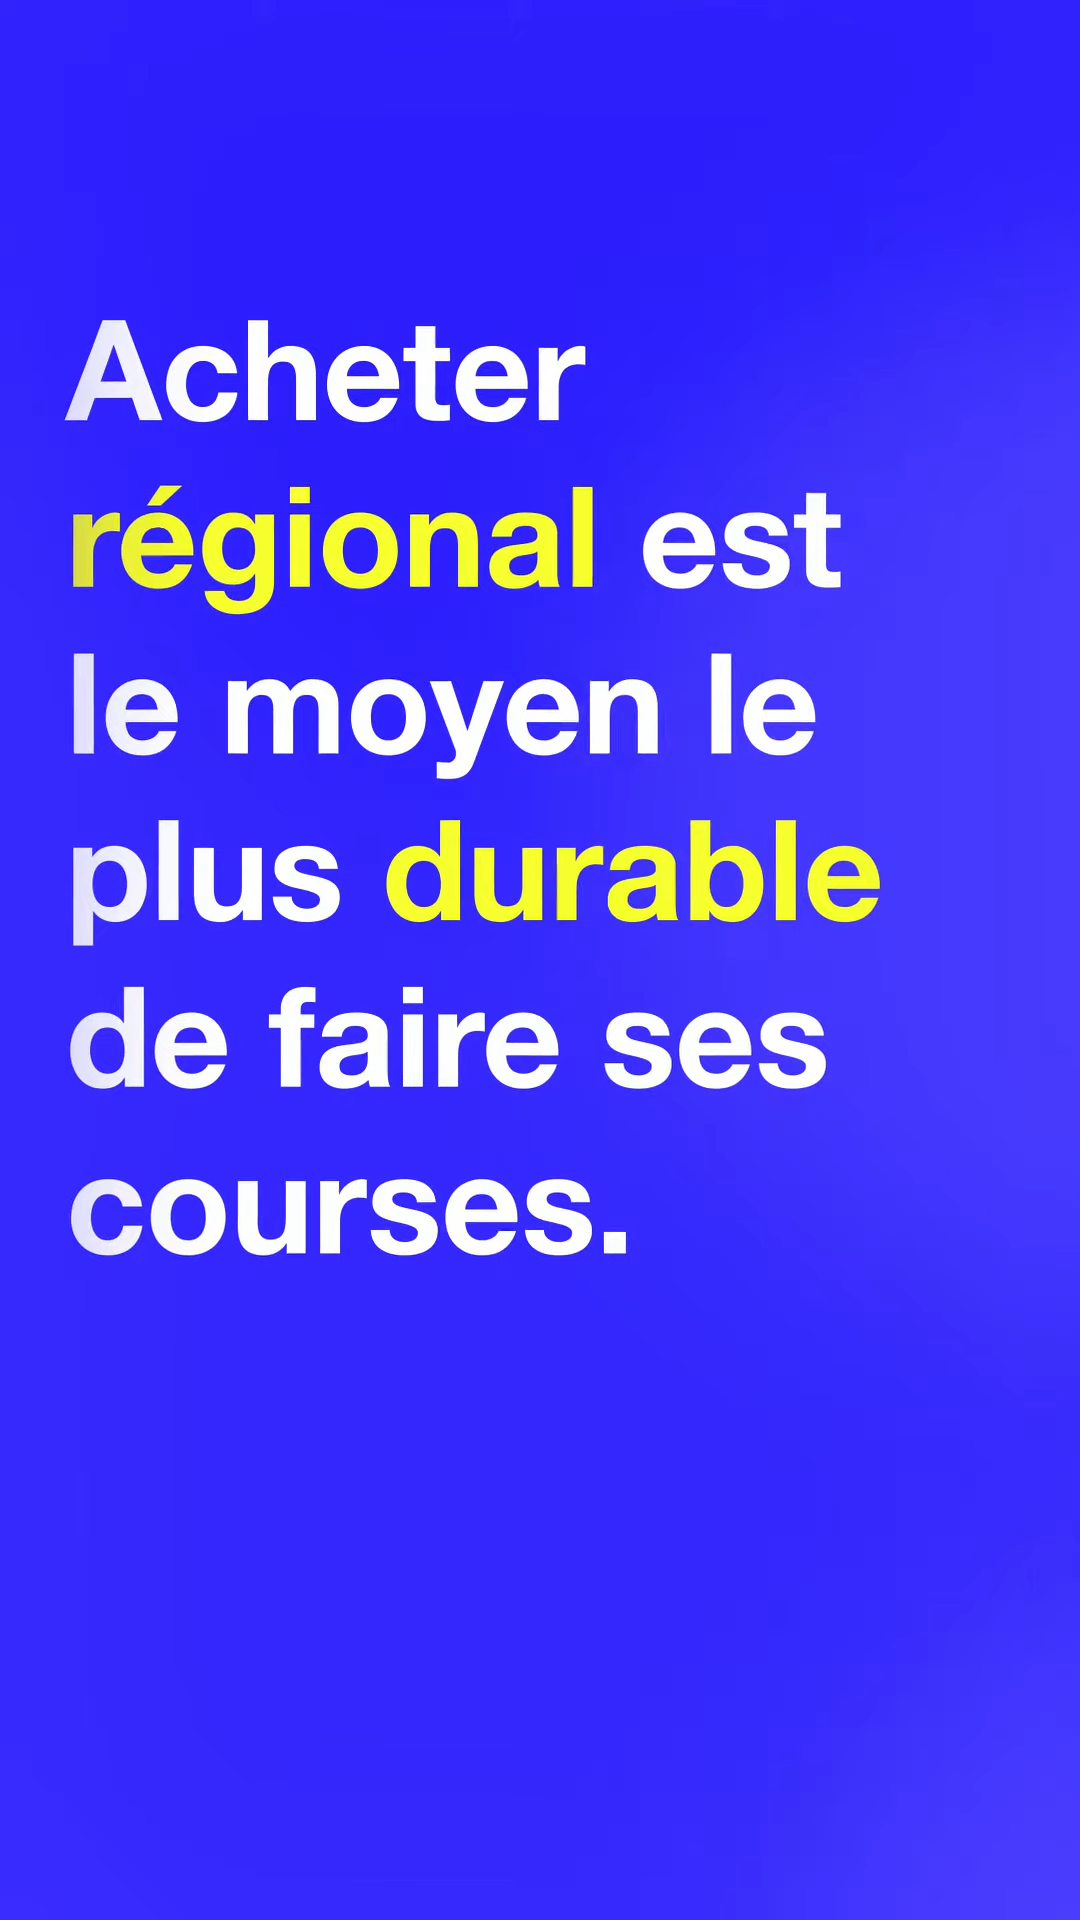 Acheter
régional est
le moyen le
plus durable
de faire ses
courses.